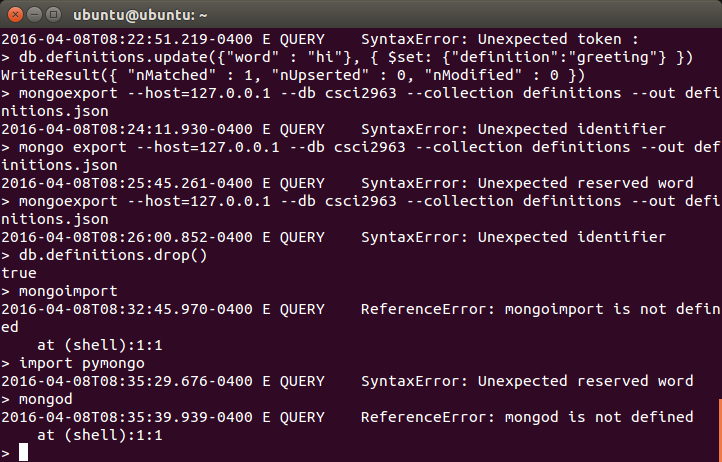 ubuntu@ubuntu: ~
2016-04-08T08:22:51.219-0400 E QUERY    SyntaxError: Unexpected token :
> db.definitions.update({"word" : "hi"}, { $set: {"definition":"greeting"} })
WriteResult({ "nMatched" : 1, "nUpserted" : 0, "nModified" : 0 })
> mongoexport --host=127.0.0.1 --db csci2963 --collection definitions --out defi
nitions.json
2016-04-08T08:24:11.930-0400 E QUERY    SyntaxError: Unexpected identifier
> mongo export --host=127.0.0.1 --db csci2963 --collection definitions --out def
initions.json
2016-04-08T08:25:45.261-0400 E QUERY    SyntaxError: Unexpected reserved word
> mongoexport --host=127.0.0.1 --db csci2963 --collection definitions --out defi
nitions.json
2016-04-08T08:26:00.852-0400 E QUERY    SyntaxError: Unexpected identifier
> db.definitions.drop()
true
> mongoimport
2016-04-08T08:32:45.970-0400 E QUERY    ReferenceError: mongoimport is not defin
ed
    at (shell):1:1
> import pymongo
2016-04-08T08:35:29.676-0400 E QUERY    SyntaxError: Unexpected reserved word
> mongod
2016-04-08T08:35:39.939-0400 E QUERY    ReferenceError: mongod is not defined
    at (shell):1:1
>